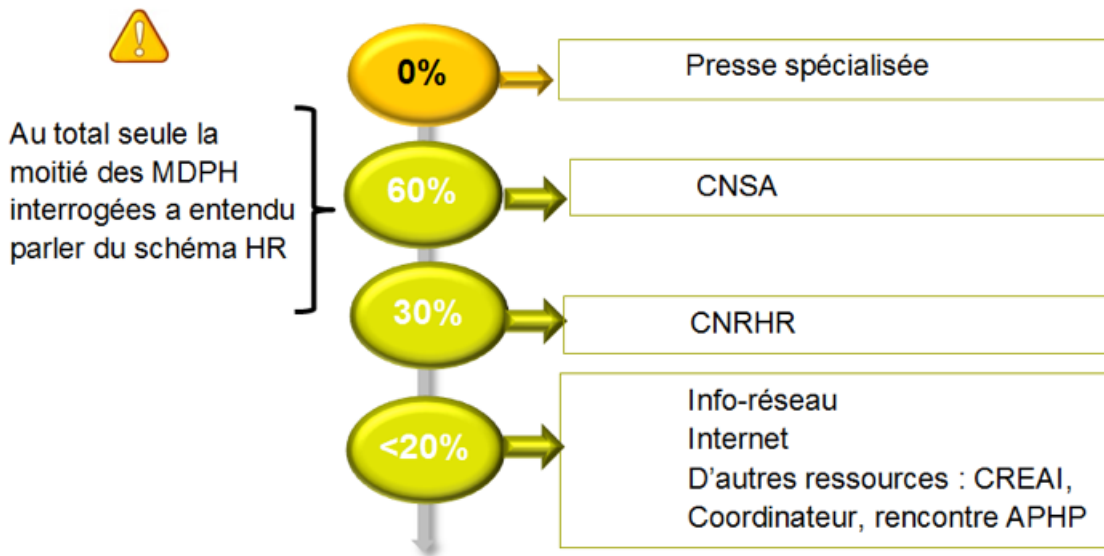 Au total seule la
moitié des MDPH
interrogées a entendu
parler du schéma HR
0%
Presse spécialisée
60%
CNSA
30%
CNRHR
<20%
Info-réseau
Internet
D'autres ressources : CREAI,
Coordinateur, rencontre APHP